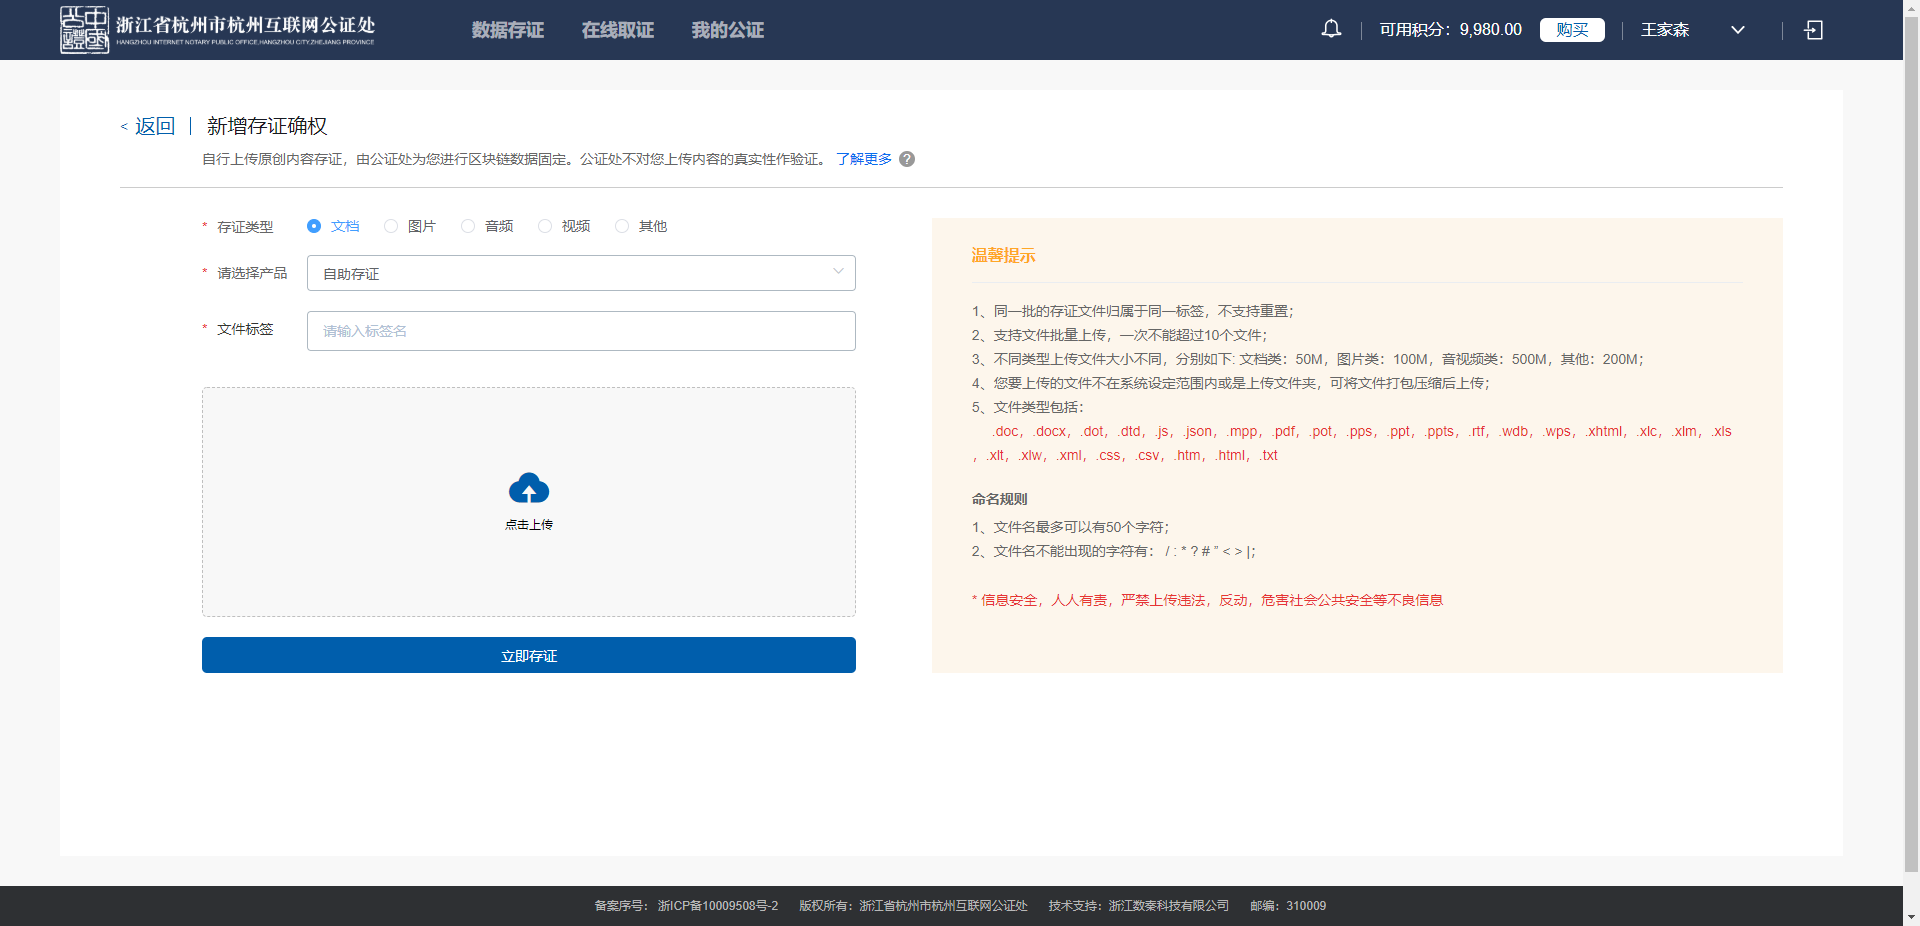 浙江省杭州市杭州互联网公证处
HANGZHOU INTERNET NOTARY PUBLIC OFFICE,HANGZHOU CITY,ZHEJIANG PROVINCE
数据存证 在线取证 我的公证
可用积分：9,980.00 购买 王家森
< 返回 | 新增存证确权
自行上传原创内容存证，由公证处为您进行区块链数据固定。公证处不对您上传内容的真实性作验证。 了解更多 ?
* 存证类型 文档 图片 音频 视频 其他
* 请选择产品 自助存证
* 文件标签 请输入标签名
点击上传
立即存证
温馨提示
1、同一批的存证文件归属于同一标签，不支持重置；
2、支持文件批量上传，一次不能超过10个文件；
3、不同类型上传文件大小不同，分别如下: 文档类：50M，图片类：100M，音视频类：500M，其他：200M；
4、您要上传的文件不在系统设定范围内或是上传文件夹，可将文件打包压缩后上传；
5、文件类型包括：
.doc，.docx，.dot，.dtd，.js，.json，.mpp，.pdf，.pot，.pps，.ppt，.ppts，.rtf，.wdb，.wps，.xhtml，.xlc，.xlm，.xls
，.xlt，.xlw，.xml，.css，.csv，.htm，.html，.txt
命名规则
1、文件名最多可以有50个字符；
2、文件名不能出现的字符有： / : * ? # ” < > |；
* 信息安全，人人有责，严禁上传违法，反动，危害社会公共安全等不良信息
备案序号： 浙ICP备10009508号-2 版权所有：浙江省杭州市杭州互联网公证处 技术支持：浙江数秦科技有限公司 邮编：310009